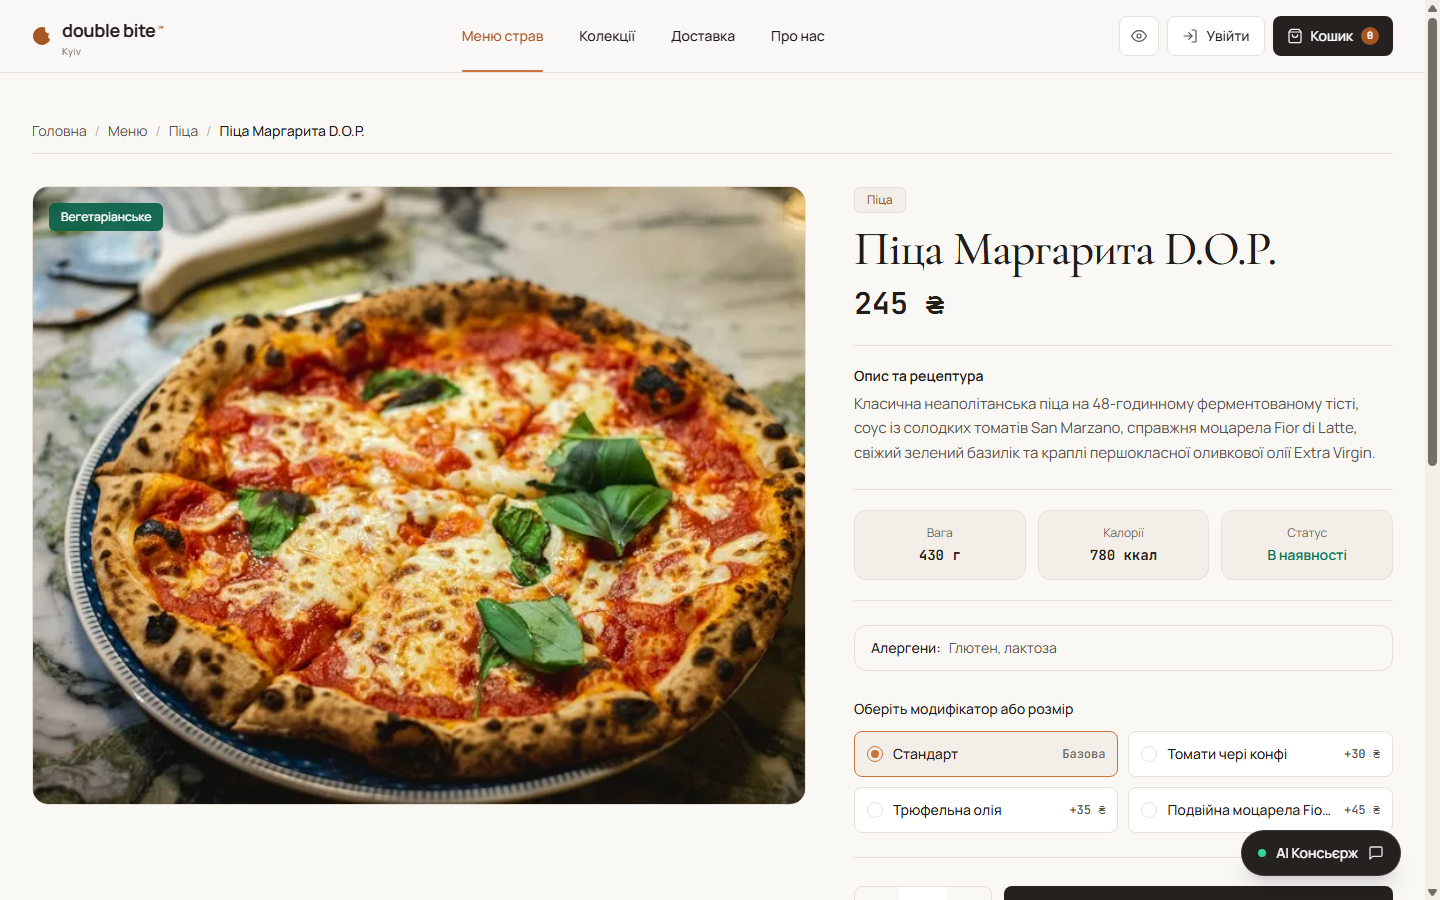 double bite™
Kyiv
Меню страв
Колекції
Доставка
Про нас
Увійти
Кошик 0
Головна / Меню / Піца / Піца Маргарита D.O.P.
Вегетаріанське
Піца
Піца Маргарита D.O.P.
245 ₴
Опис та рецептура
Класична неаполітанська піца на 48-годинному ферментованому тісті,
соус із солодких томатів San Marzano, справжня моцарела Fior di Latte,
свіжий зелений базилік та краплі першокласної оливкової олії Extra Virgin.
Вага
430 г
Калорії
780 ккал
Статус
В наявності
Алергени: Глютен, лактоза
Оберіть модифікатор або розмір
Стандарт Базова
Томати чері конфі +30 ₴
Трюфельна олія +35 ₴
Подвійна моцарела Fio... +45 ₴
AI Консьєрж